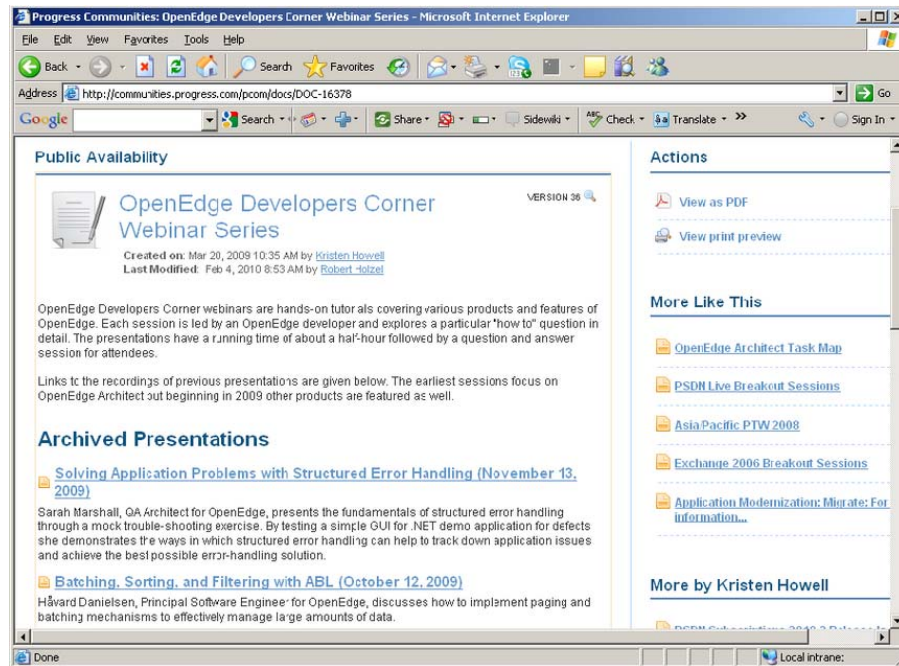 Progress Communities: OpenEdge Developers Corner Webinar Series - Microsoft Internet Explorer
File Edit View Favorites Tools Help
Back Search Favorites
Address http://communities.progress.com/pcom/docs/DOC-16378 Go
Google Search Share Sidewiki Check Translate Sign In
Public Availability
OpenEdge Developers Corner
Webinar Series
VERSION 36
Created on: Mar 20, 2009 10:35 AM by Kristen Howell
Last Modified: Feb 4, 2010 8:53 AM by Robert Holzel
OpenEdge Developers Corner webinars are hands-on tutorials covering various products and features of
OpenEdge. Each session is led by an OpenEdge developer and explores a particular "how to" question in
detail. The presentations have a running time of about a half-hour followed by a question and answer
session for attendees.
Links to the recordings of previous presentations are given below. The earliest sessions focus on
OpenEdge Architect but beginning in 2009 other products are featured as well.
Archived Presentations
Solving Application Problems with Structured Error Handling (November 13,
2009)
Sarah Marshall, QA Architect for OpenEdge, presents the fundamentals of structured error handling
through a mock trouble-shooting exercise. By testing a simple GUI for .NET demo application for defects
she demonstrates the ways in which structured error handling can help to track down application issues
and achieve the best possible error-handling solution.
Batching, Sorting, and Filtering with ABL (October 12, 2009)
Håvard Danielsen, Principal Software Engineer for OpenEdge, discusses how to implement paging and
batching mechanisms to effectively manage large amounts of data.
Actions
View as PDF
View print preview
More Like This
OpenEdge Architect Task Map
PSDN Live Breakout Sessions
Asia/Pacific PTW 2008
Exchange 2006 Breakout Sessions
Application Modernization: Migrate: For
information...
More by Kristen Howell
Done
Local intranet